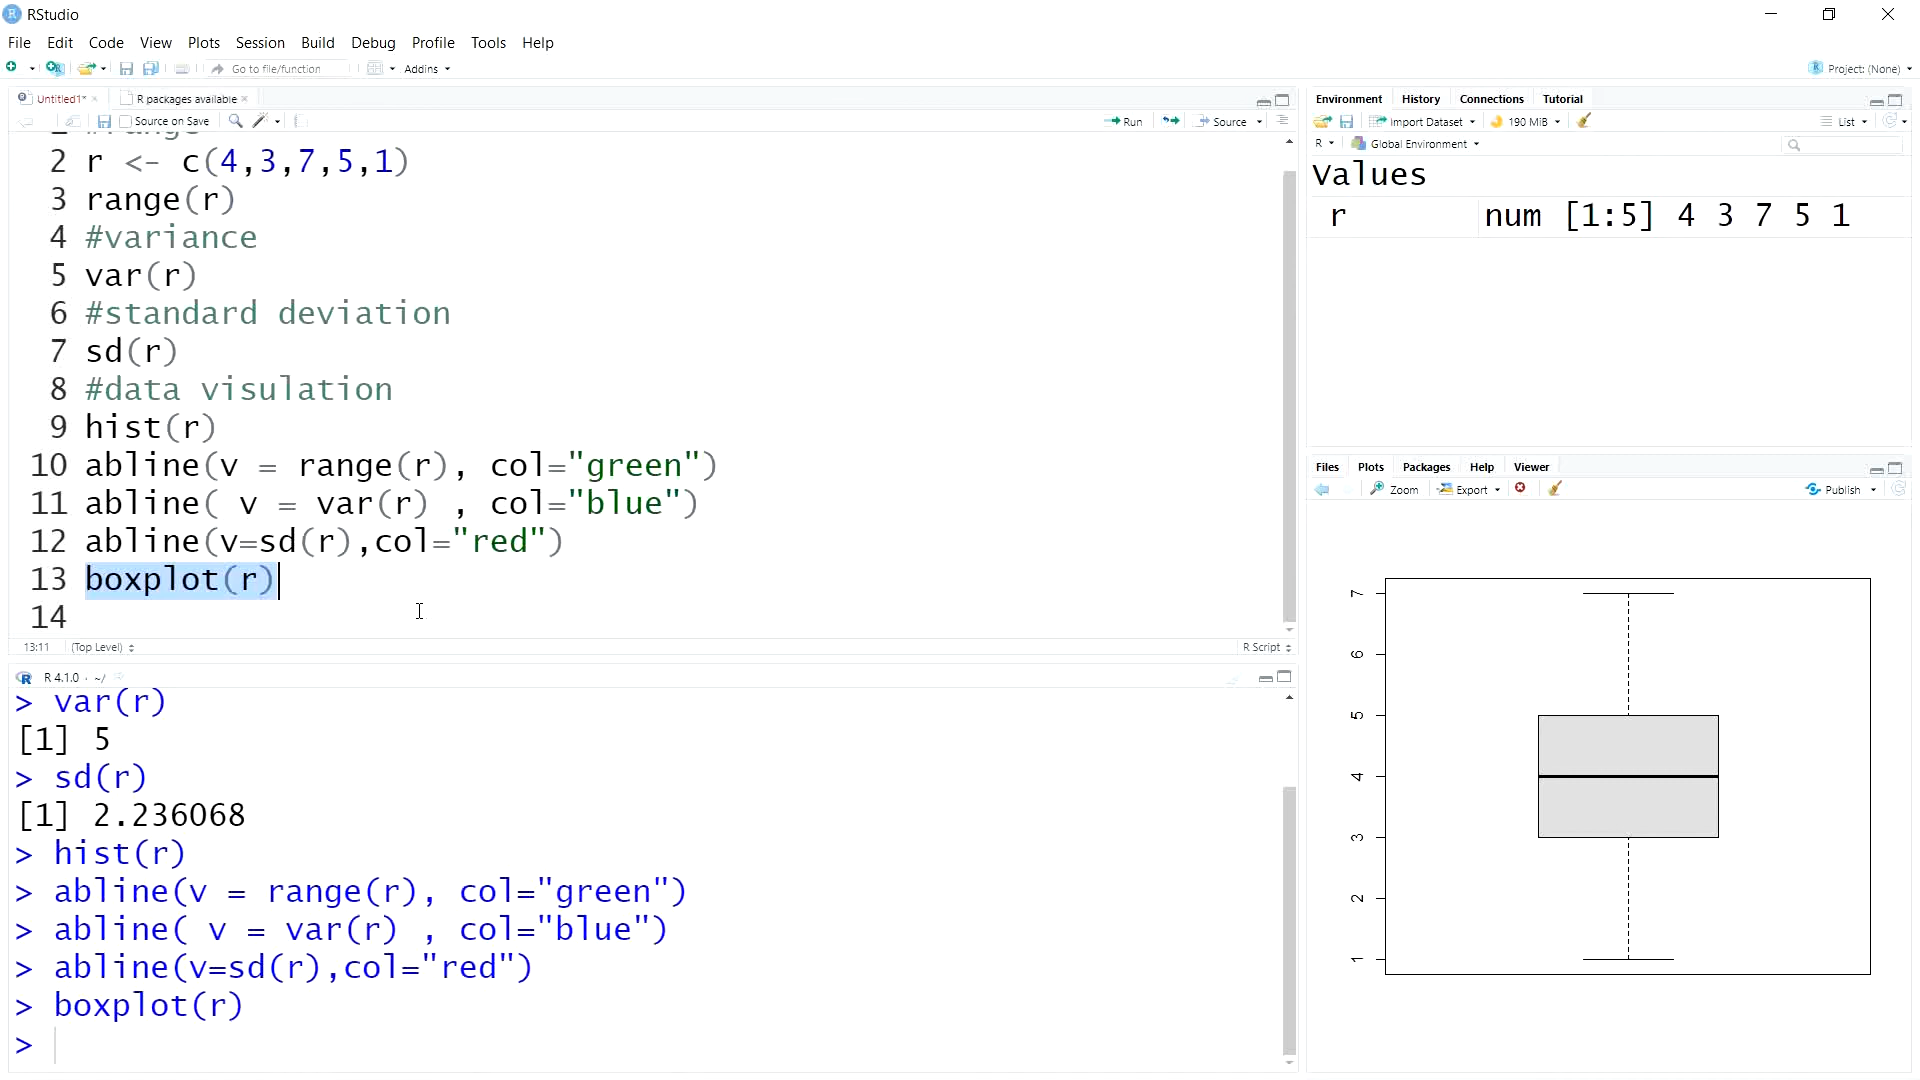 RStudio
File Edit Code View Plots Session Build Debug Profile Tools Help
Go to file/function Addins
Project: (None)
Untitled1* R packages available
Source on Save Run Source
2 r <- c(4,3,7,5,1)
3 range(r)
4 #variance
5 var(r)
6 #standard deviation
7 sd(r)
8 #data visulation
9 hist(r)
10 abline(v = range(r), col="green")
11 abline( v = var(r) , col="blue")
12 abline(v=sd(r),col="red")
13 boxplot(r)
14
13:11 (Top Level) R Script
R 4.1.0 · ~/
> var(r)
[1] 5
> sd(r)
[1] 2.236068
> hist(r)
> abline(v = range(r), col="green")
> abline( v = var(r) , col="blue")
> abline(v=sd(r),col="red")
> boxplot(r)
>
Environment History Connections Tutorial
Import Dataset 190 MiB List
R Global Environment
Values
r num [1:5] 4 3 7 5 1
Files Plots Packages Help Viewer
Zoom Export Publish
7
6
5
4
3
2
1